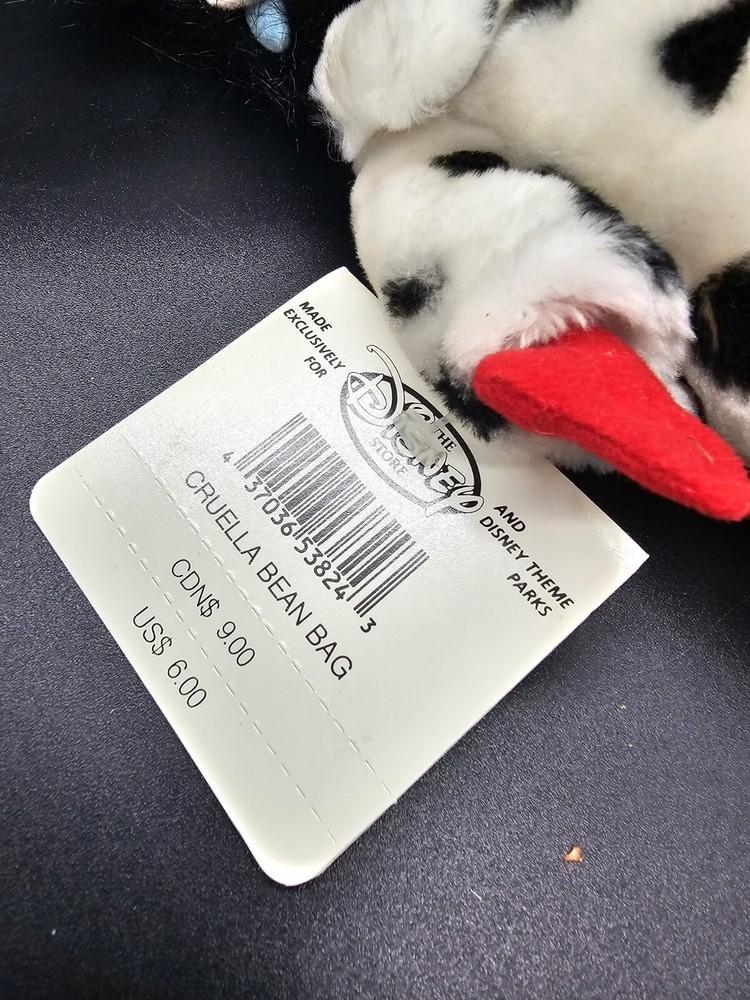 MADE
EXCLUSIVELY
FOR
THE
DISNEY
STORE
AND
DISNEY THEME
PARKS
4 37036 53824 3
CRUELLA BEAN BAG
CDN$ 9.00
US$ 6.00